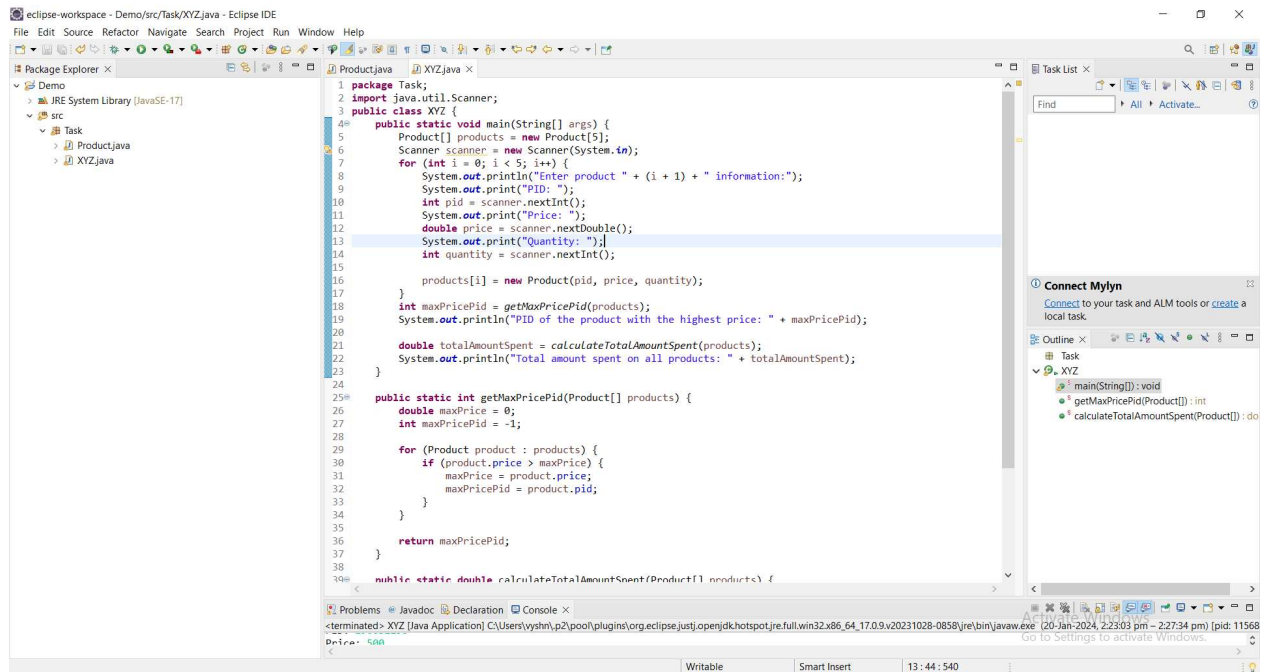 eclipse-workspace - Demo/src/Task/XYZ.java - Eclipse IDE
File Edit Source Refactor Navigate Search Project Run Window Help
Package Explorer
Demo
JRE System Library [JavaSE-17]
src
Task
Product.java
XYZ.java
Product.java XYZ.java
1 package Task;
2 import java.util.Scanner;
3 public class XYZ {
4 public static void main(String[] args) {
5 Product[] products = new Product[5];
6 Scanner scanner = new Scanner(System.in);
7 for (int i = 0; i < 5; i++) {
8 System.out.println("Enter product " + (i + 1) + " information:");
9 System.out.print("PID: ");
10 int pid = scanner.nextInt();
11 System.out.print("Price: ");
12 double price = scanner.nextDouble();
13 System.out.print("Quantity: ");
14 int quantity = scanner.nextInt();
15
16 products[i] = new Product(pid, price, quantity);
17 }
18 int maxPricePid = getMaxPricePid(products);
19 System.out.println("PID of the product with the highest price: " + maxPricePid);
20
21 double totalAmountSpent = calculateTotalAmountSpent(products);
22 System.out.println("Total amount spent on all products: " + totalAmountSpent);
23 }
24
25 public static int getMaxPricePid(Product[] products) {
26 double maxPrice = 0;
27 int maxPricePid = -1;
28
29 for (Product product : products) {
30 if (product.price > maxPrice) {
31 maxPrice = product.price;
32 maxPricePid = product.pid;
33 }
34 }
35
36 return maxPricePid;
37 }
38
39 public static double calculateTotalAmountSpent(Product[] products) {
Task List
Find All Activate...
Connect Mylyn
Connect to your task and ALM tools or create a
local task.
Outline
Task
XYZ
main(String[]) : void
getMaxPricePid(Product[]) : int
calculateTotalAmountSpent(Product[]) : do
Problems Javadoc Declaration Console
<terminated> XYZ [Java Application] C:\Users\vyshn\.p2\pool\plugins\org.eclipse.justj.openjdk.hotspot.jre.full.win32.x86_64_17.0.9.v20231028-0858\jre\bin\javaw.exe (20-Jan-2024, 2:23:03 pm – 2:27:34 pm) [pid: 11568
Price: 500
Activate Windows
Go to Settings to activate Windows.
Writable Smart Insert 13 : 44 : 540